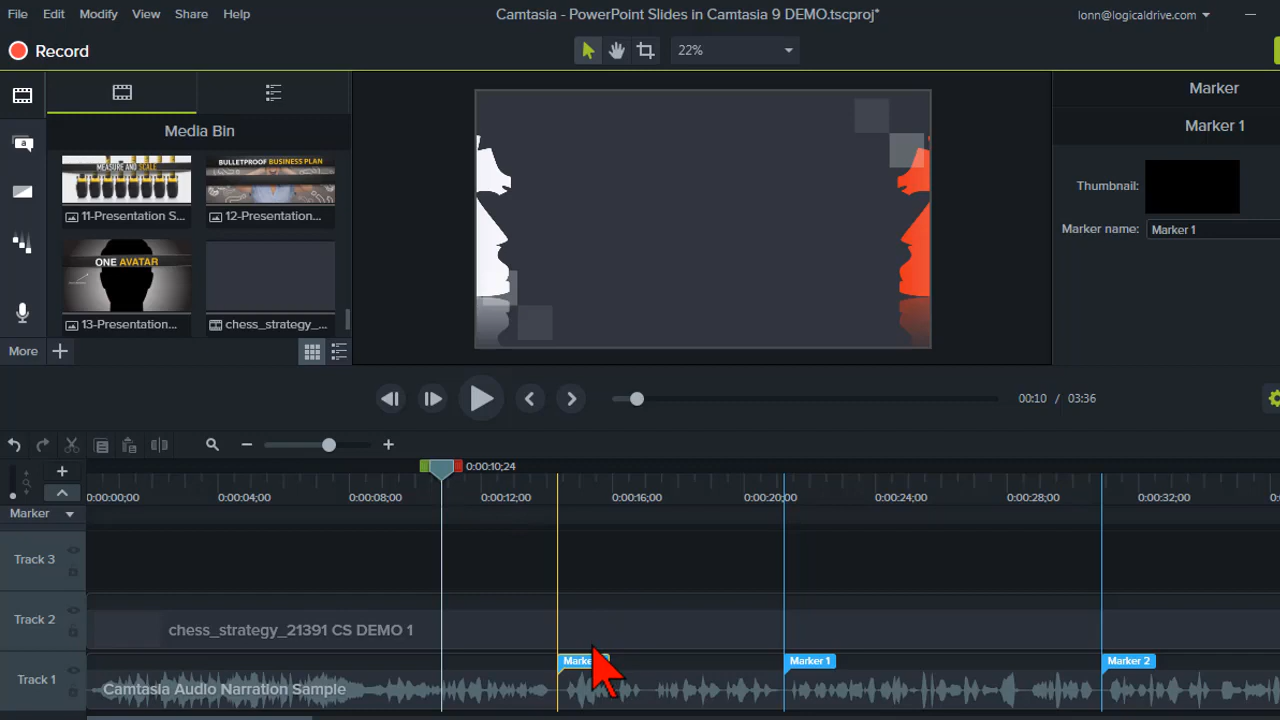 File Edit Modify View Share Help
Camtasia - PowerPoint Slides in Camtasia 9 DEMO.tscproj*
lonn@logicaldrive.com
Record
22%
Marker
Media Bin
Marker 1
a
MEASURE AND SCALE
BULLETPROOF BUSINESS PLAN
11-Presentation S...
12-Presentation...
Thumbnail:
Marker name: Marker 1
ONE AVATAR
13-Presentation...
chess_strategy_...
More
00:10 / 03:36
0:00:10;24
0:00:00;00 0:00:04;00 0:00:08;00 0:00:12;00 0:00:16;00 0:00:20;00 0:00:24;00 0:00:28;00 0:00:32;00
Marker
Track 3
Track 2
chess_strategy_21391 CS DEMO 1
Marke
Marker 1
Marker 2
Track 1
Camtasia Audio Narration Sample